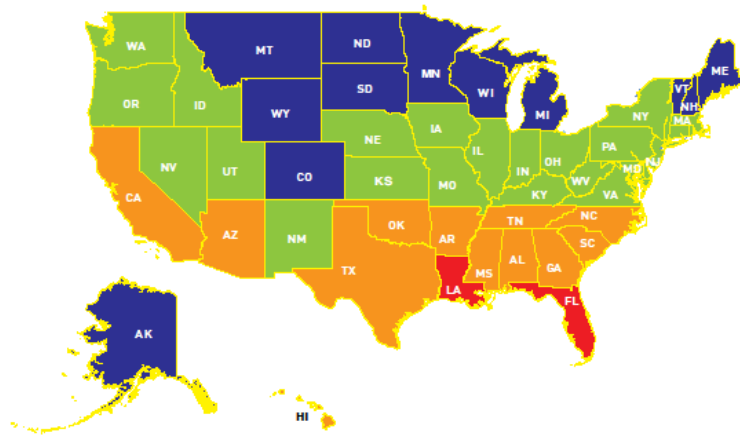 WA
MT
ND
MN
ME
VT
NH
OR
ID
SD
WI
MI
NY
MA
WY
IA
NE
PA
NJ
NV
UT
CO
IL
IN
OH
MD
WV
VA
KS
MO
KY
CA
AZ
NM
OK
AR
TN
NC
SC
TX
MS
AL
GA
LA
FL
AK
HI